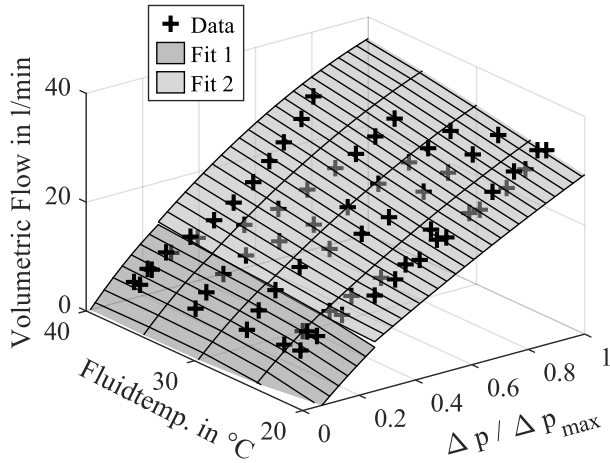 Data
Fit 1
Fit 2
Volumetric Flow in l/min
40
20
0
40
30
20
Fluidtemp. in °C
0
0.2
0.4
0.6
0.8
1
Δ p / Δ p max